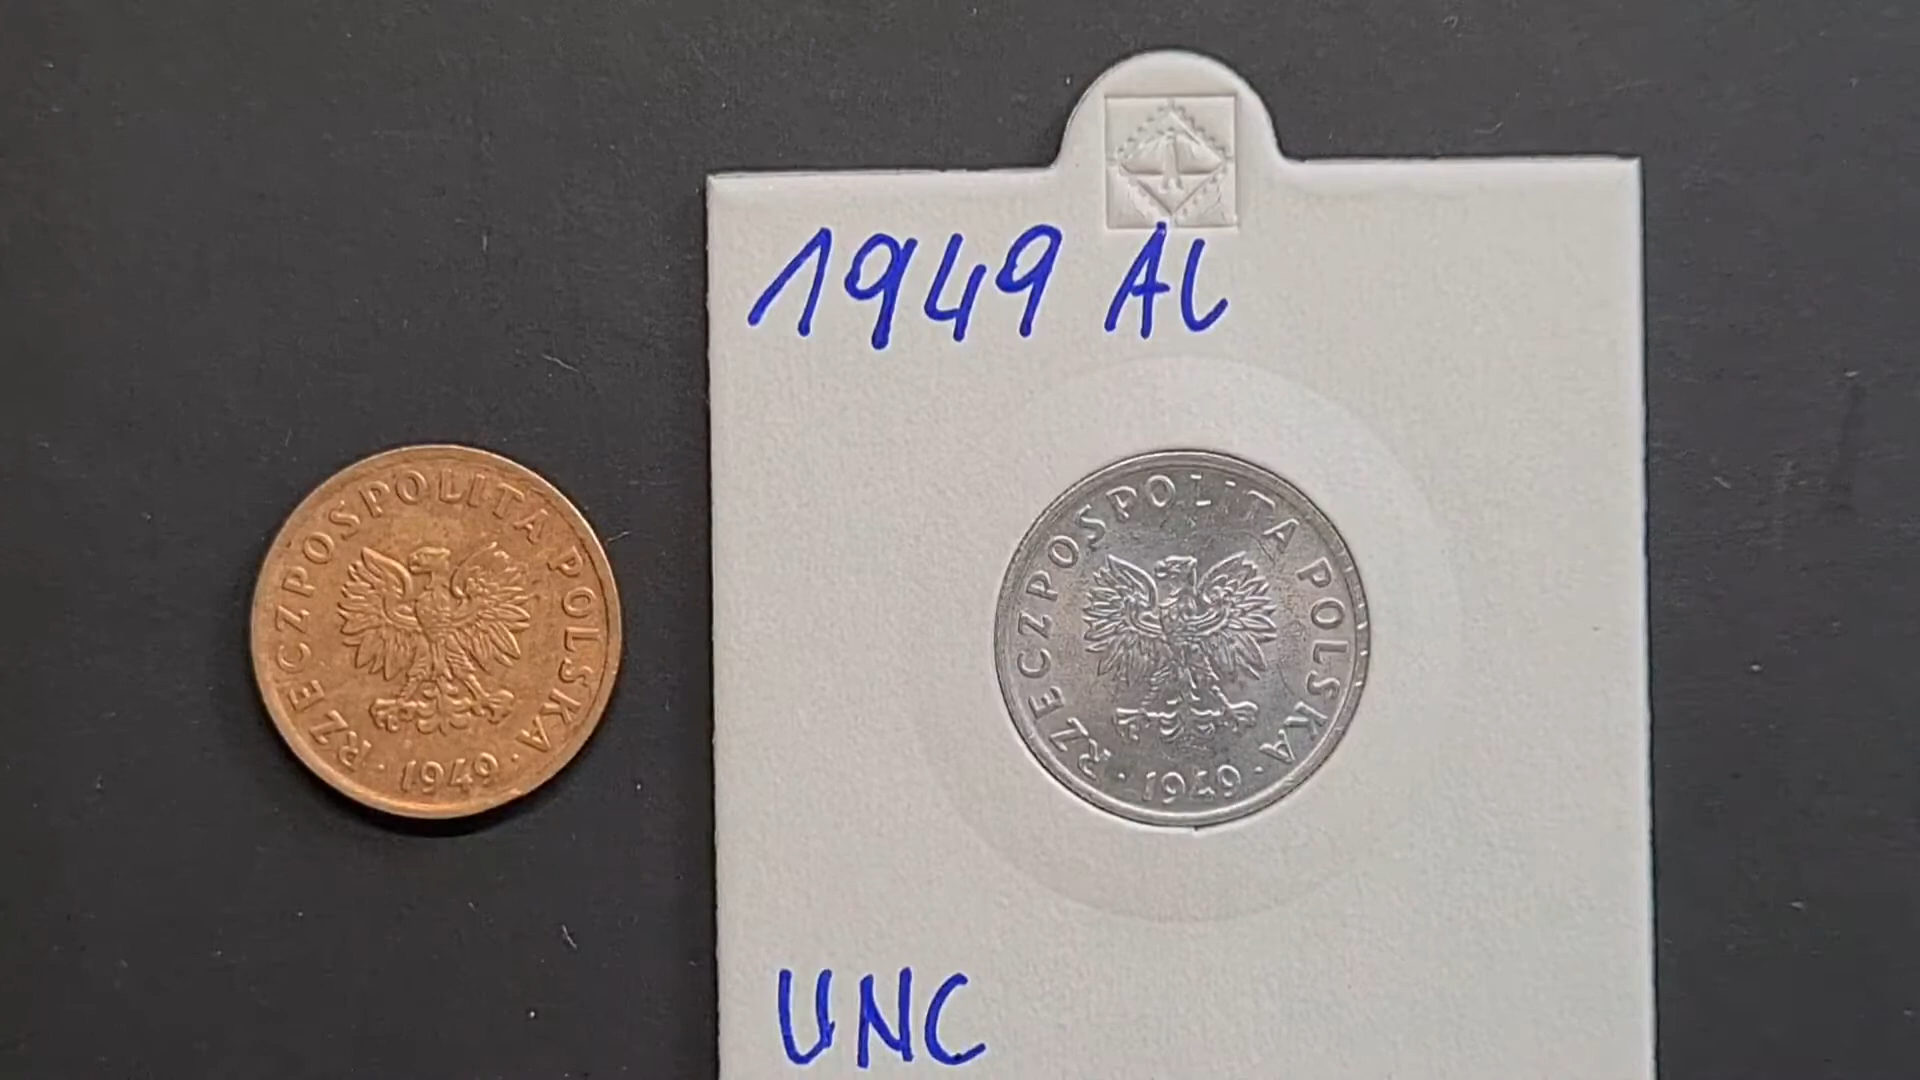 1949 AL
RZECZPOSPOLITA POLSKA
· 1949 ·
RZECZPOSPOLITA POLSKA
· 1949 ·
UNC